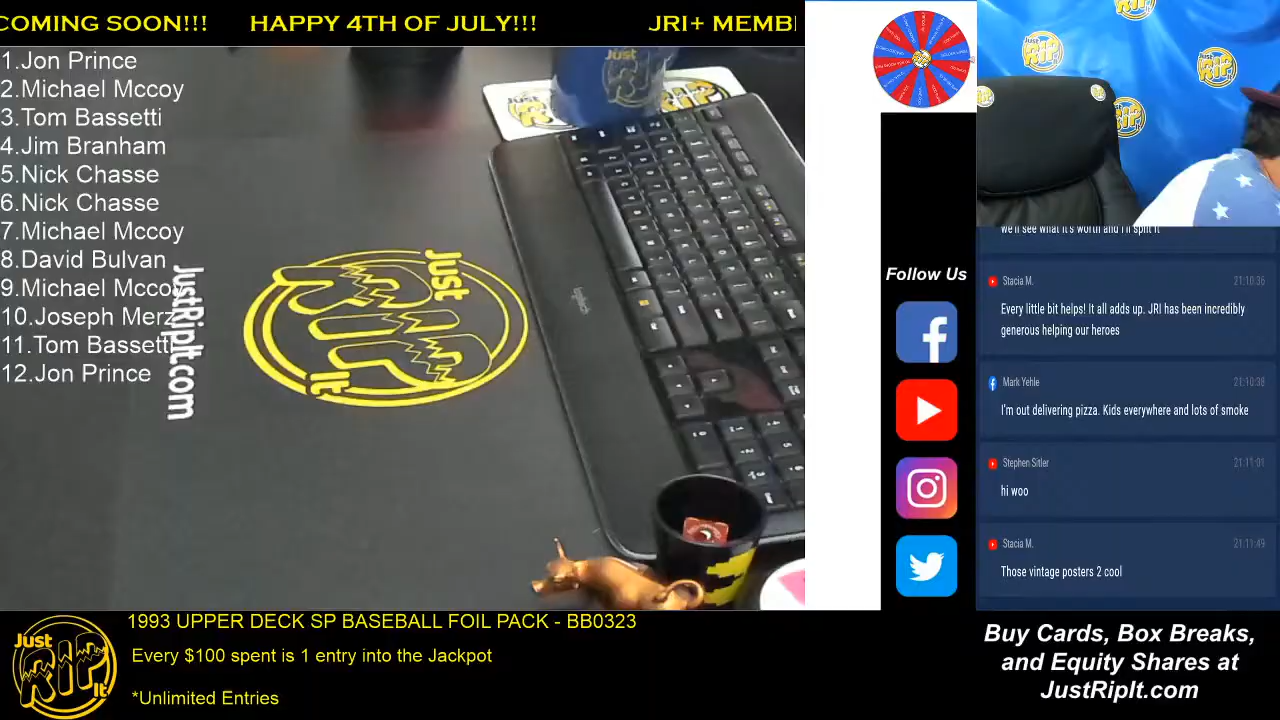 COMING SOON!!! HAPPY 4TH OF JULY!!! JRI+ MEMB
1.Jon Prince
2.Michael Mccoy
3.Tom Bassetti
4.Jim Branham
5.Nick Chasse
6.Nick Chasse
7.Michael Mccoy
8.David Bulvan
9.Michael Mccoy
10.Joseph Merz
11.Tom Bassetti
12.Jon Prince
JustRipIt.com
Just
RIP
It
Just
RIP
logitech
Follow Us
we'll see what it's worth and I'll split it
Stacia M. 21:10:36
Every little bit helps! It all adds up. JRI has been incredibly
generous helping our heroes
Mark Yehle 21:10:38
I'm out delivering pizza. Kids everywhere and lots of smoke
Stephen Sitler 21:11:01
hi woo
Stacia M. 21:11:49
Those vintage posters 2 cool
Just
RIP
It
1993 UPPER DECK SP BASEBALL FOIL PACK - BB0323
Every $100 spent is 1 entry into the Jackpot
*Unlimited Entries
Buy Cards, Box Breaks,
and Equity Shares at
JustRipIt.com